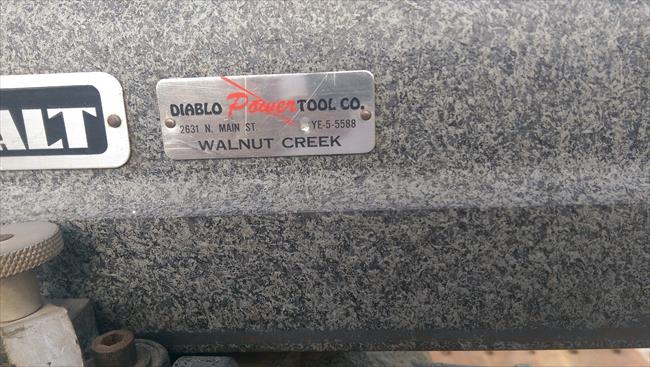 ALT
DIABLO Power TOOL CO.
2631 N. MAIN ST YE-5-5588
WALNUT CREEK